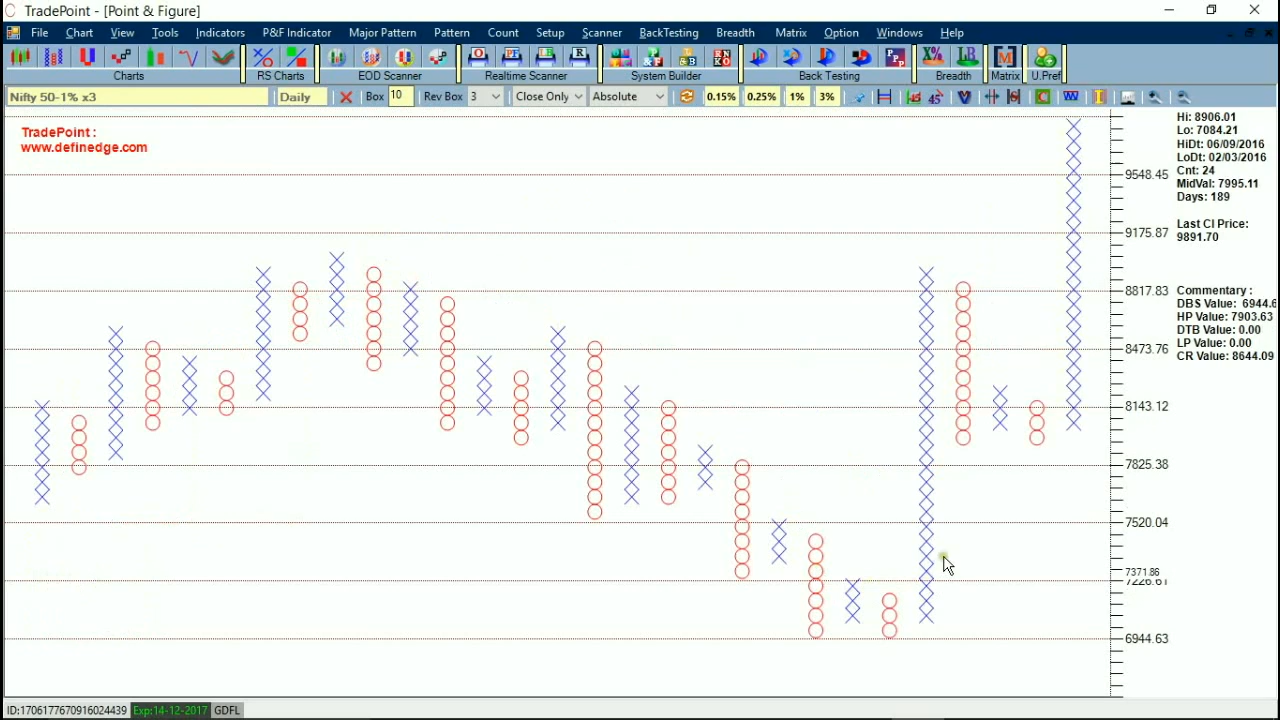 TradePoint - [Point & Figure]
File Chart View Tools Indicators P&F Indicator Major Pattern Pattern Count Setup Scanner BackTesting Breadth Matrix Option Windows Help
Charts RS Charts EOD Scanner Realtime Scanner System Builder Back Testing Breadth Matrix U.Pref
Nifty 50-1% x3 Daily Box 10 Rev Box 3 Close Only Absolute 0.15% 0.25% 1% 3%
TradePoint :
www.definedge.com
9548.45
9175.87
8817.83
8473.76
8143.12
7825.38
7520.04
7371.86
7226.61
6944.63
Hi: 8906.01
Lo: 7084.21
HiDt: 06/09/2016
LoDt: 02/03/2016
Cnt: 24
MidVal: 7995.11
Days: 189
Last Cl Price:
9891.70
Commentary :
DBS Value: 6944.6
HP Value: 7903.63
DTB Value: 0.00
LP Value: 0.00
CR Value: 8644.09
ID:1706177670916024439 Exp:14-12-2017 GDFL